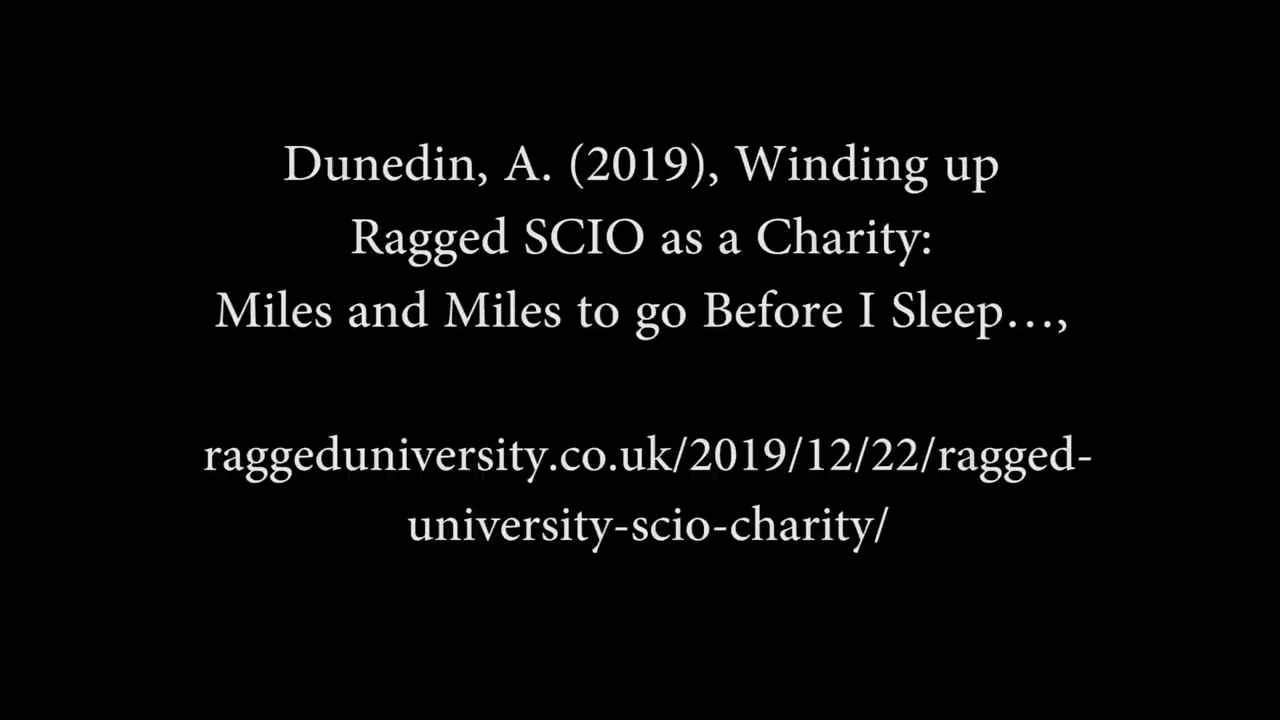 Dunedin, A. (2019), Winding up
Ragged SCIO as a Charity:
Miles and Miles to go Before I Sleep…,
raggeduniversity.co.uk/2019/12/22/ragged-
university-scio-charity/